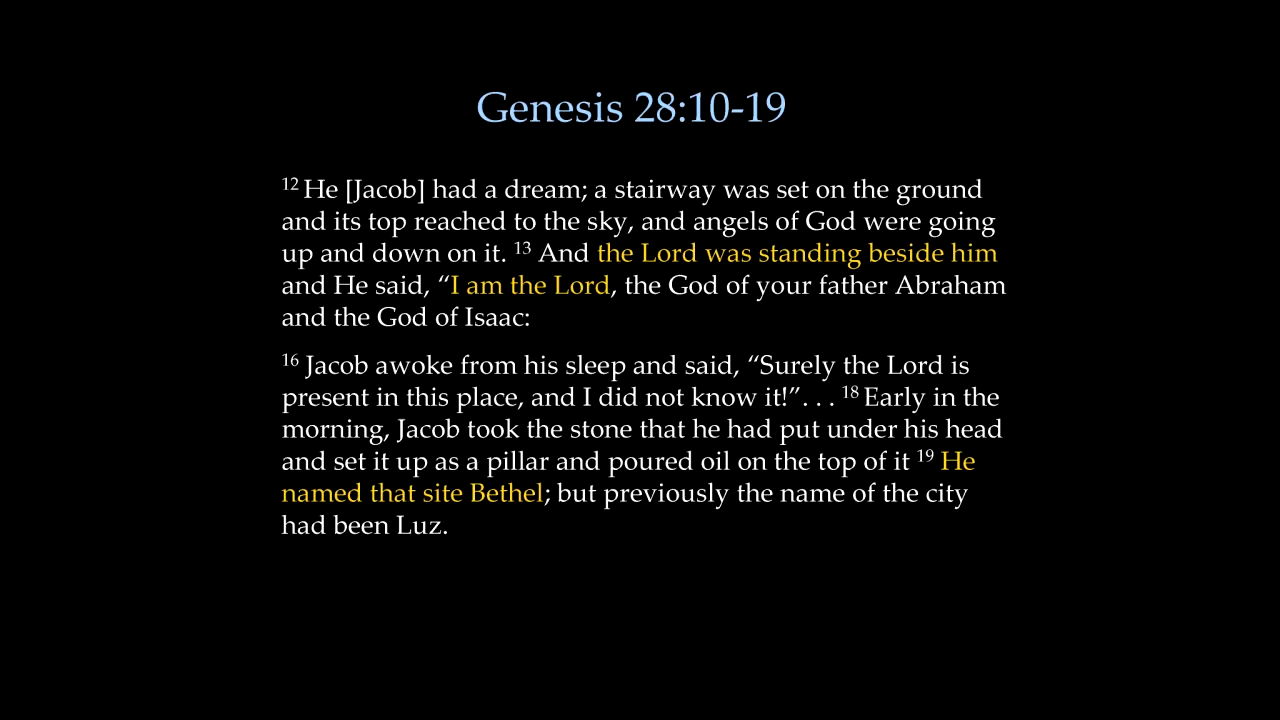 Genesis 28:10-19
12 He [Jacob] had a dream; a stairway was set on the ground
and its top reached to the sky, and angels of God were going
up and down on it. 13 And the Lord was standing beside him
and He said, “I am the Lord, the God of your father Abraham
and the God of Isaac:
16 Jacob awoke from his sleep and said, “Surely the Lord is
present in this place, and I did not know it!”. . . 18 Early in the
morning, Jacob took the stone that he had put under his head
and set it up as a pillar and poured oil on the top of it 19 He
named that site Bethel; but previously the name of the city
had been Luz.